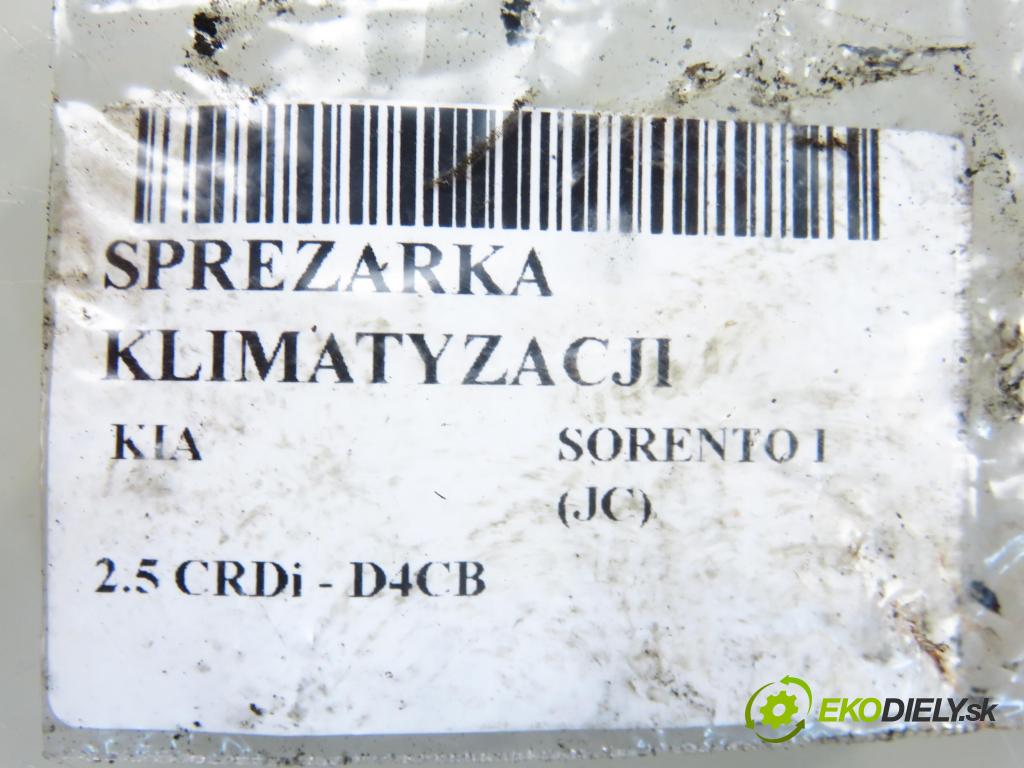 SPREZARKA
KLIMATYZACJI
KIA
SORENTO I
(JC)
2.5 CRDi - D4CB
EKODIELY.sk